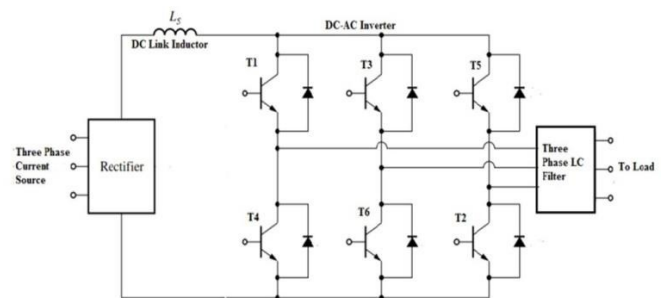 L5
DC Link Inductor
DC-AC Inverter
T1
T3
T5
Three Phase
Current
Source
Rectifier
Three
Phase LC
Filter
To Load
T4
T6
T2